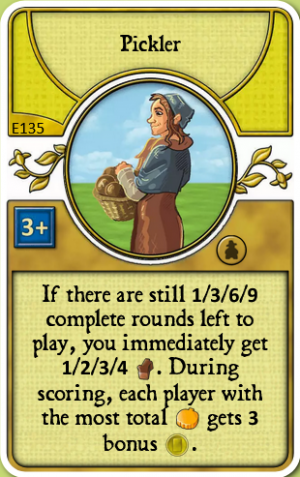 Pickler
E135
3+
If there are still 1/3/6/9
complete rounds left to
play, you immediately get
1/2/3/4 . During
scoring, each player with
the most total gets 3
bonus .